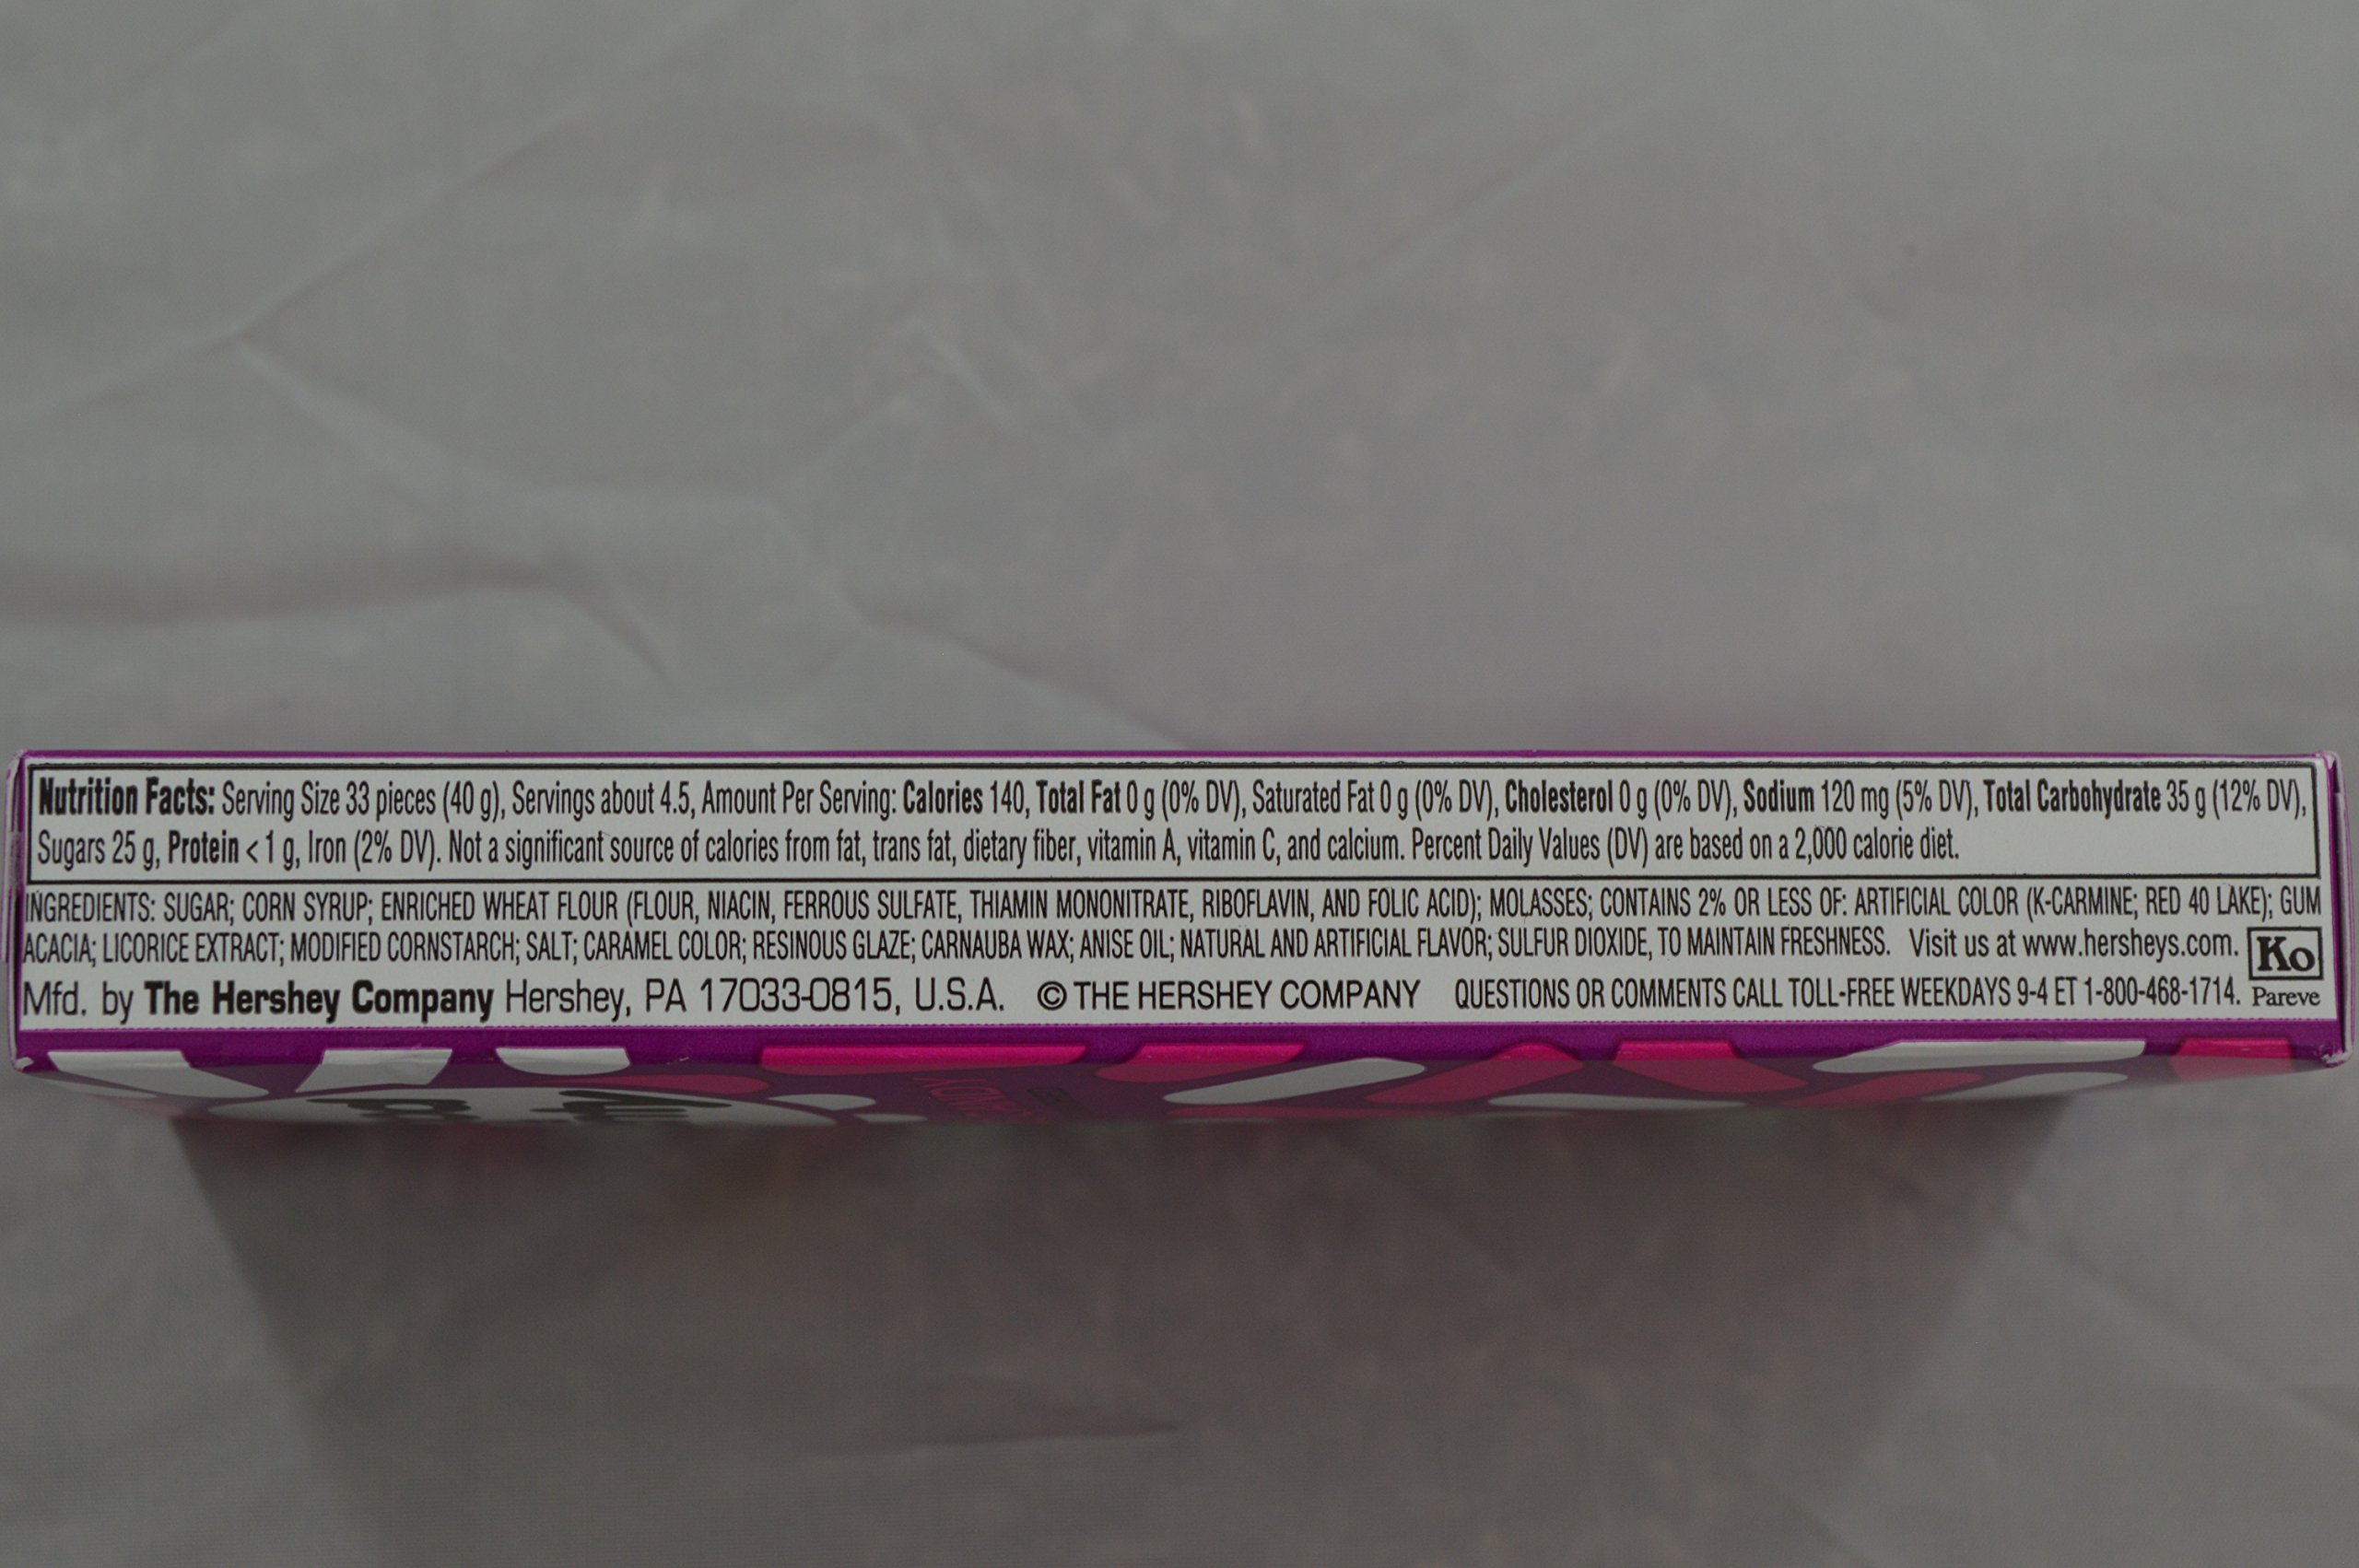 Nutrition Facts: Serving Size 33 pieces (40 g), Servings about 4.5, Amount Per Serving: Calories 140, Total Fat 0 g (0% DV), Saturated Fat 0 g (0% DV), Cholesterol 0 g (0% DV), Sodium 120 mg (5% DV), Total Carbohydrate 35 g (12% DV),
Sugars 25 g, Protein < 1 g, Iron (2% DV). Not a significant source of calories from fat, trans fat, dietary fiber, vitamin A, vitamin C, and calcium. Percent Daily Values (DV) are based on a 2,000 calorie diet.
INGREDIENTS: SUGAR; CORN SYRUP; ENRICHED WHEAT FLOUR (FLOUR, NIACIN, FERROUS SULFATE, THIAMIN MONONITRATE, RIBOFLAVIN, AND FOLIC ACID); MOLASSES; CONTAINS 2% OR LESS OF: ARTIFICIAL COLOR (K-CARMINE; RED 40 LAKE); GUM
ACACIA; LICORICE EXTRACT; MODIFIED CORNSTARCH; SALT; CARAMEL COLOR; RESINOUS GLAZE; CARNAUBA WAX; ANISE OIL; NATURAL AND ARTIFICIAL FLAVOR; SULFUR DIOXIDE, TO MAINTAIN FRESHNESS. Visit us at www.hersheys.com. Ko
Mfd. by The Hershey Company Hershey, PA 17033-0815, U.S.A. © THE HERSHEY COMPANY QUESTIONS OR COMMENTS CALL TOLL-FREE WEEKDAYS 9-4 ET 1-800-468-1714. Pareve